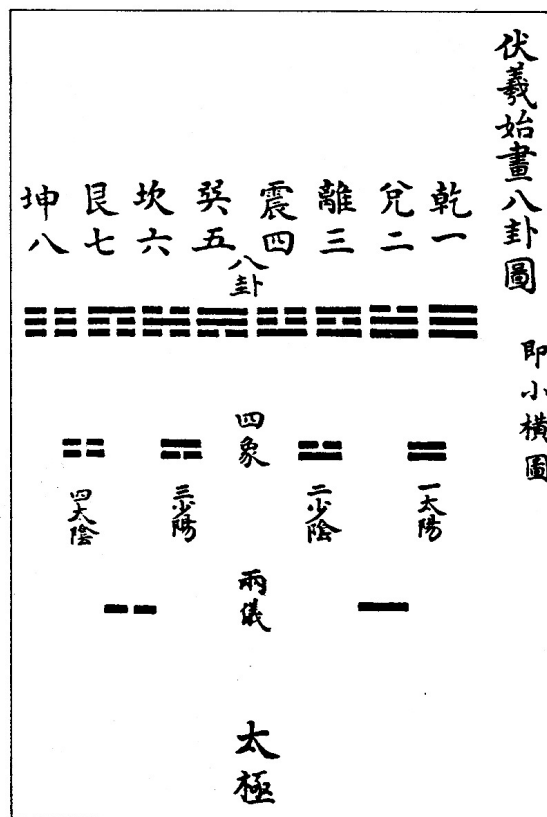 伏羲始畫八卦圖
即小橫圖
乾一
兌二
離三
震四
巽五
坎六
艮七
坤八
八卦
四象
一太陽
二少陰
三少陽
四太陰
兩儀
太極